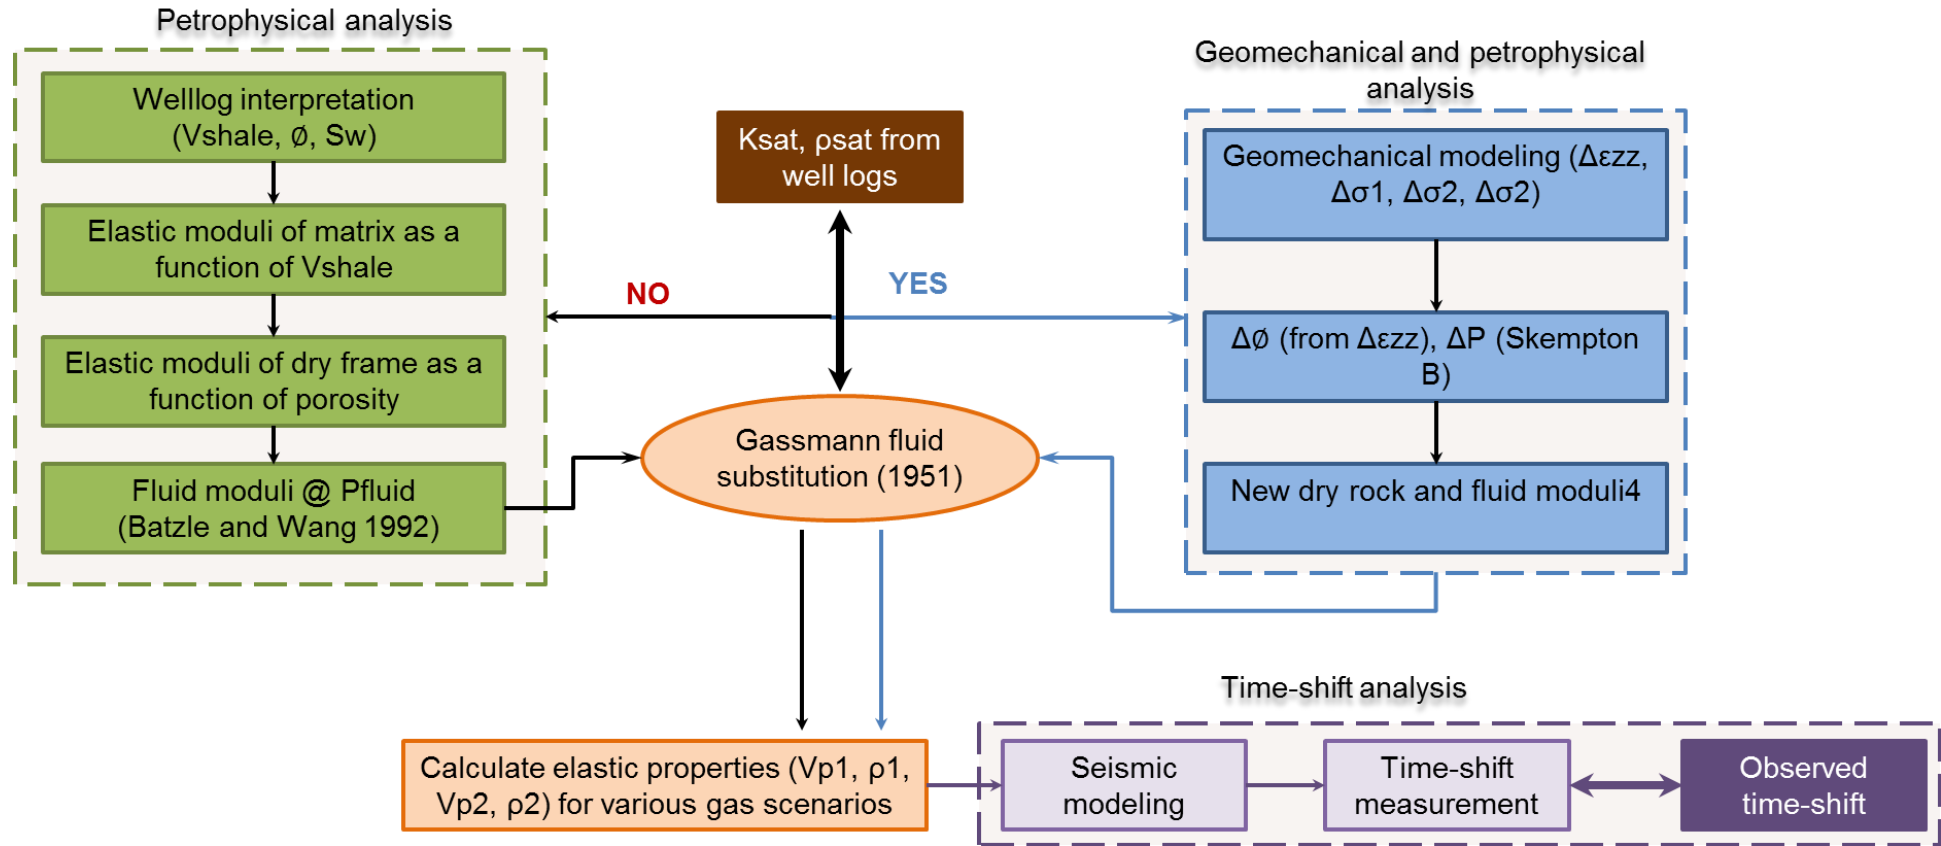 Petrophysical analysis
Welllog interpretation
(Vshale, ∅, Sw)
Elastic moduli of matrix as a
function of Vshale
Elastic moduli of dry frame as a
function of porosity
Fluid moduli @ Pfluid
(Batzle and Wang 1992)
Ksat, ρsat from
well logs
NO
YES
Gassmann fluid
substitution (1951)
Geomechanical and petrophysical
analysis
Geomechanical modeling (Δεzz,
Δσ1, Δσ2, Δσ2)
Δ∅ (from Δεzz), ΔP (Skempton
B)
New dry rock and fluid moduli4
Calculate elastic properties (Vp1, ρ1,
Vp2, ρ2) for various gas scenarios
Time-shift analysis
Seismic
modeling
Time-shift
measurement
Observed
time-shift